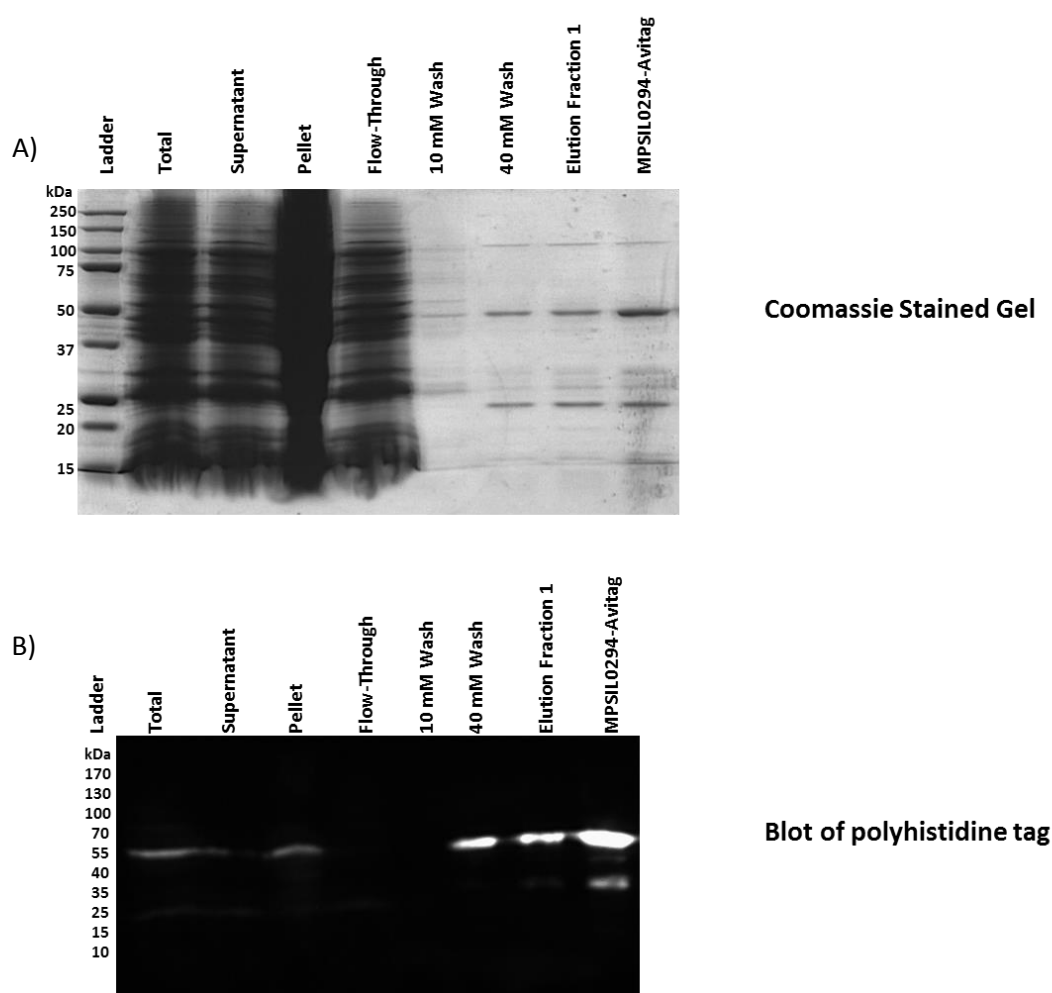 A)
Ladder
Total
Supernatant
Pellet
Flow-Through
10 mM Wash
40 mM Wash
Elution Fraction 1
MPSIL0294-Avitag
kDa
250
150
100
75
50
37
25
20
15
Coomassie Stained Gel
B)
Ladder
Total
Supernatant
Pellet
Flow-Through
10 mM Wash
40 mM Wash
Elution Fraction 1
MPSIL0294-Avitag
kDa
170
130
100
70
55
40
35
25
15
10
Blot of polyhistidine tag